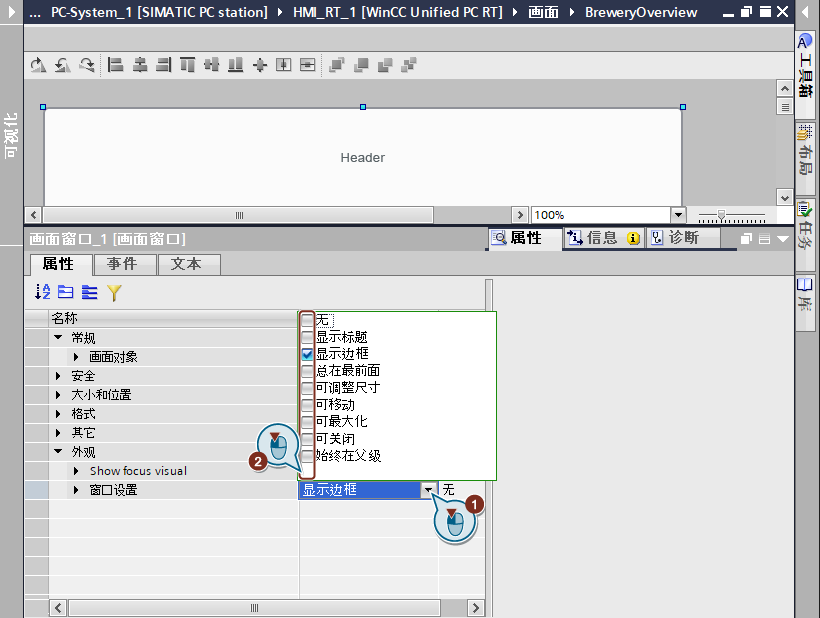 ... PC-System_1 [SIMATIC PC station] HMI_RT_1 [WinCC Unified PC RT] 画面 BreweryOverview
可视化
工具箱
布局
任务
库
Header
100%
画面窗口_1 [画面窗口]
属性 信息 诊断
属性 事件 文本
名称
常规
画面对象
安全
大小和位置
格式
其它
外观
Show focus visual
窗口设置
无
显示标题
显示边框
总在最前面
可调整尺寸
可移动
可最大化
可关闭
始终在父级
2
显示边框 无
1